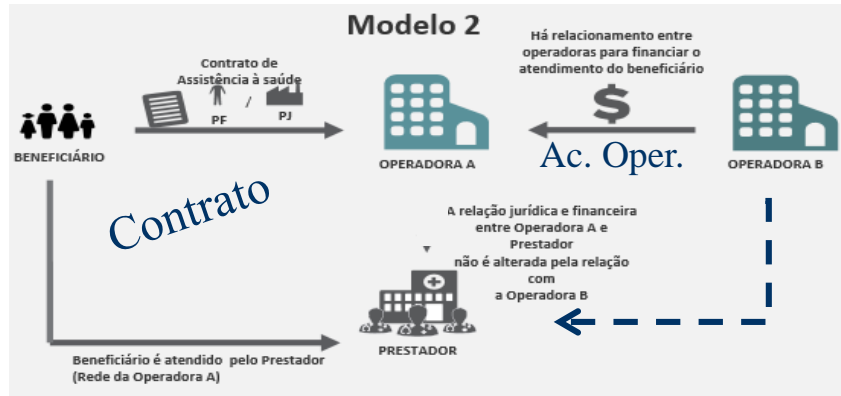 Modelo 2
Contrato de
Assistência à saúde
PF
/
PJ
Há relacionamento entre
operadoras para financiar o
atendimento do beneficiário
$
BENEFICIÁRIO
OPERADORA A
Ac. Oper.
OPERADORA B
Contrato
A relação jurídica e financeira
entre Operadora A e
Prestador
não é alterada pela relação
com
a Operadora B
PRESTADOR
Beneficiário é atendido pelo Prestador
(Rede da Operadora A)